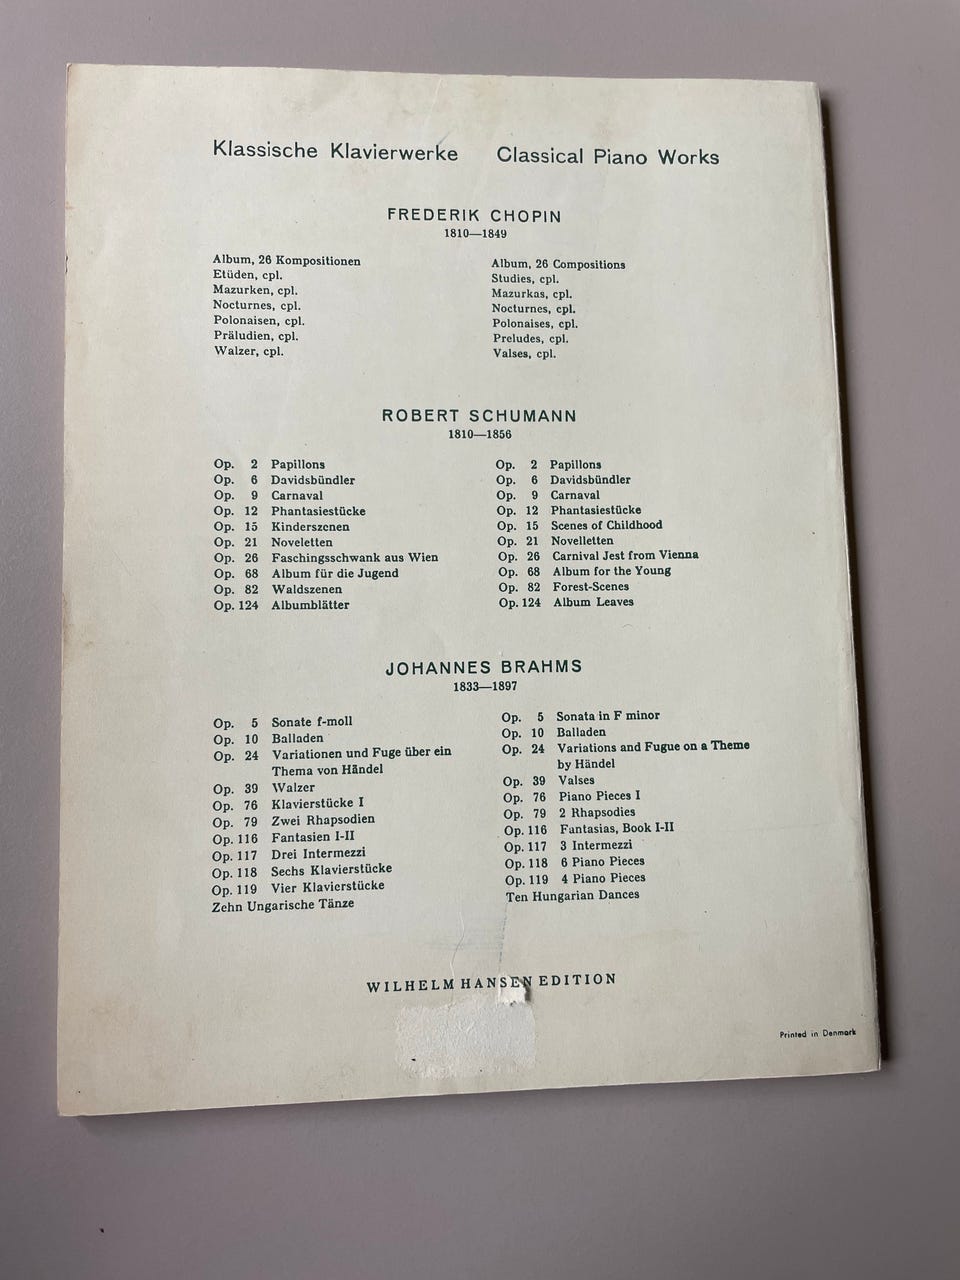 Klassische Klavierwerke Classical Piano Works
FREDERIK CHOPIN
1810—1849
Album, 26 Kompositionen
Etüden, cpl.
Mazurken, cpl.
Nocturnes, cpl.
Polonaisen, cpl.
Präludien, cpl.
Walzer, cpl.
Album, 26 Compositions
Studies, cpl.
Mazurkas, cpl.
Nocturnes, cpl.
Polonaises, cpl.
Preludes, cpl.
Valses, cpl.
ROBERT SCHUMANN
1810—1856
Op. 2 Papillons
Op. 6 Davidsbündler
Op. 9 Carnaval
Op. 12 Phantasiestücke
Op. 15 Kinderszenen
Op. 21 Noveletten
Op. 26 Faschingsschwank aus Wien
Op. 68 Album für die Jugend
Op. 82 Waldszenen
Op. 124 Albumblätter
Op. 2 Papillons
Op. 6 Davidsbündler
Op. 9 Carnaval
Op. 12 Phantasiestücke
Op. 15 Scenes of Childhood
Op. 21 Novelletten
Op. 26 Carnival Jest from Vienna
Op. 68 Album for the Young
Op. 82 Forest-Scenes
Op. 124 Album Leaves
JOHANNES BRAHMS
1833—1897
Op. 5 Sonate f-moll
Op. 10 Balladen
Op. 24 Variationen und Fuge über ein
Thema von Händel
Op. 39 Walzer
Op. 76 Klavierstücke I
Op. 79 Zwei Rhapsodien
Op. 116 Fantasien I-II
Op. 117 Drei Intermezzi
Op. 118 Sechs Klavierstücke
Op. 119 Vier Klavierstücke
Zehn Ungarische Tänze
Op. 5 Sonata in F minor
Op. 10 Balladen
Op. 24 Variations and Fugue on a Theme
by Händel
Op. 39 Valses
Op. 76 Piano Pieces I
Op. 79 2 Rhapsodies
Op. 116 Fantasias, Book I-II
Op. 117 3 Intermezzi
Op. 118 6 Piano Pieces
Op. 119 4 Piano Pieces
Ten Hungarian Dances
WILHELM HANSEN EDITION
Printed in Denmark